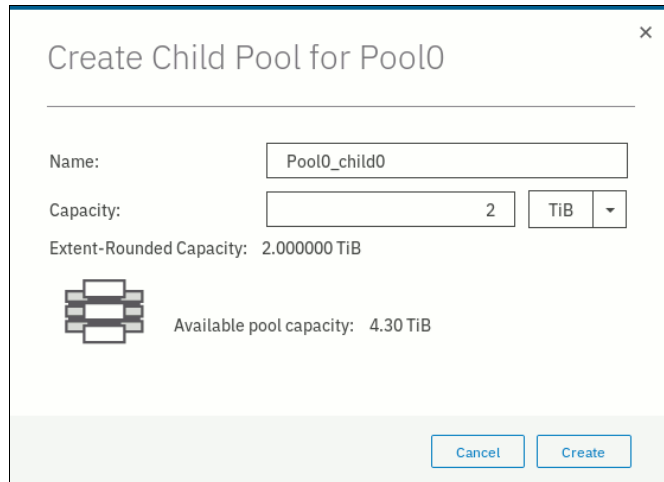 Create Child Pool for Pool0
Name: Pool0_child0
Capacity: 2 TiB
Extent-Rounded Capacity: 2.000000 TiB
Available pool capacity: 4.30 TiB
Cancel Create